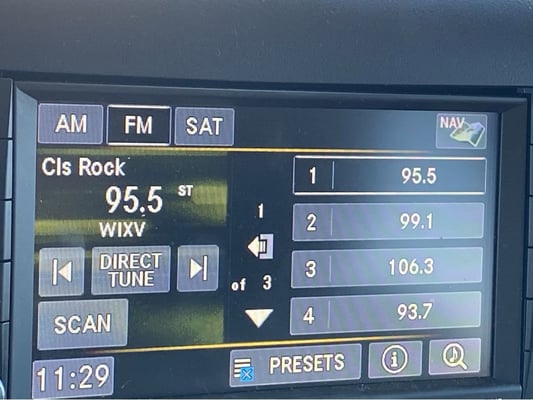 AM FM SAT NAV
Cls Rock
95.5 ST
WIXV
DIRECT
TUNE
SCAN
11:29
1
of 3
1 95.5
2 99.1
3 106.3
4 93.7
PRESETS
i